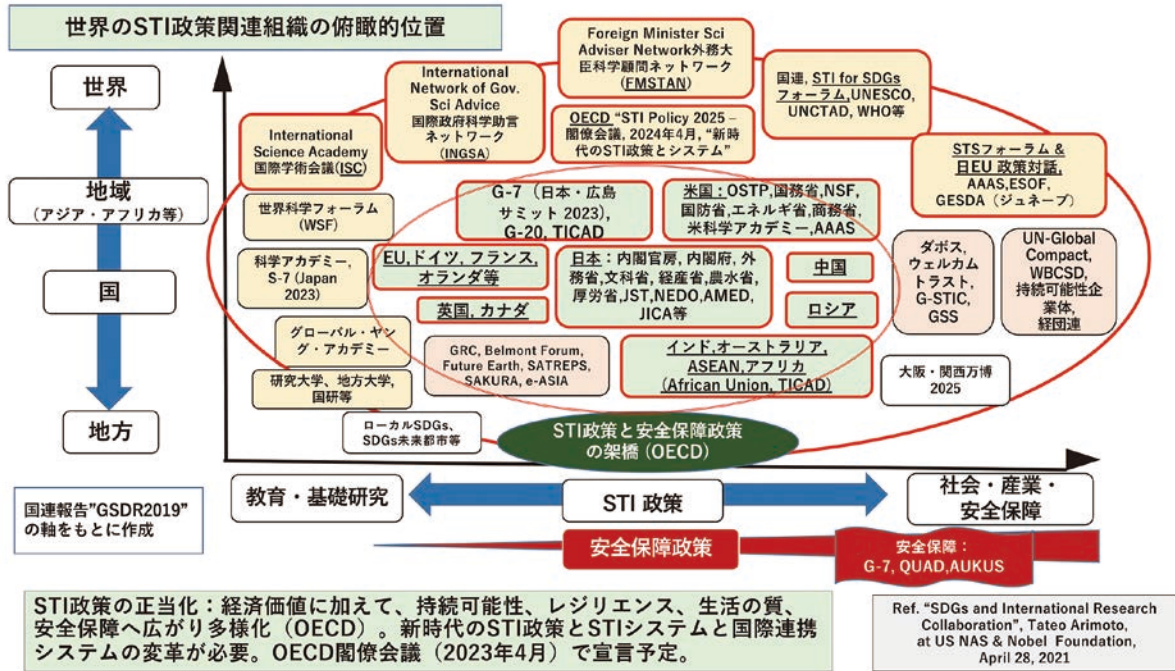 世界のSTI政策関連組織の俯瞰的位置
世界
地域
(アジア・アフリカ等)
国
地方
Foreign Minister Sci
Adviser Network外務大
臣科学顧問ネットワーク
(FMSTAN)
International
Network of Gov.
Sci Advice
国際政府科学助言
ネットワーク
(INGSA)
国連, STI for SDGs
フォーラム,UNESCO,
UNCTAD, WHO等
International
Science Academy
国際学術会議(ISC)
OECD “STI Policy 2025 –
閣僚会議, 2024年4月, “新時
代のSTI政策とシステム”
STSフォーラム &
日EU 政策対話,
AAAS,ESOF,
GESDA(ジュネーブ)
世界科学フォーラム
(WSF)
G-7 (日本・広島
サミット 2023),
G-20, TICAD
米国:OSTP,国務省,NSF,
国防省,エネルギ省,商務省,
米科学アカデミー,AAAS
科学アカデミー,
S-7 (Japan
2023)
EU,ドイツ, フランス,
オランダ等
日本:内閣官房, 内閣府, 外
務省,文科省, 経産省,農水省,
厚労省,JST,NEDO,AMED,
JICA等
中国
ダボス,
ウェルカム
トラスト,
G-STIC,
GSS
UN-Global
Compact,
WBCSD,
持続可能性企
業体,
経団連
英国, カナダ
ロシア
グローバル・ヤン
グ・アカデミー
GRC, Belmont Forum,
Future Earth, SATREPS,
SAKURA, e-ASIA
インド,オーストラリア,
ASEAN,アフリカ
(African Union, TICAD)
大阪・関西万博
2025
研究大学、地方大学,
国研等
ローカルSDGs、
SDGs未来都市等
STI政策と安全保障政策
の架橋 (OECD)
教育・基礎研究
STI 政策
社会・産業・
安全保障
国連報告”GSDR2019”
の軸をもとに作成
安全保障政策
安全保障:
G-7, QUAD,AUKUS
STI政策の正当化:経済価値に加えて、持続可能性、レジリエンス、生活の質、
安全保障へ広がり多様化(OECD)。新時代のSTI政策とSTIシステムと国際連携
システムの変革が必要。OECD閣僚会議(2023年4月)で宣言予定。
Ref. “SDGs and International Research
Collaboration”, Tateo Arimoto,
at US NAS & Nobel Foundation,
April 28, 2021